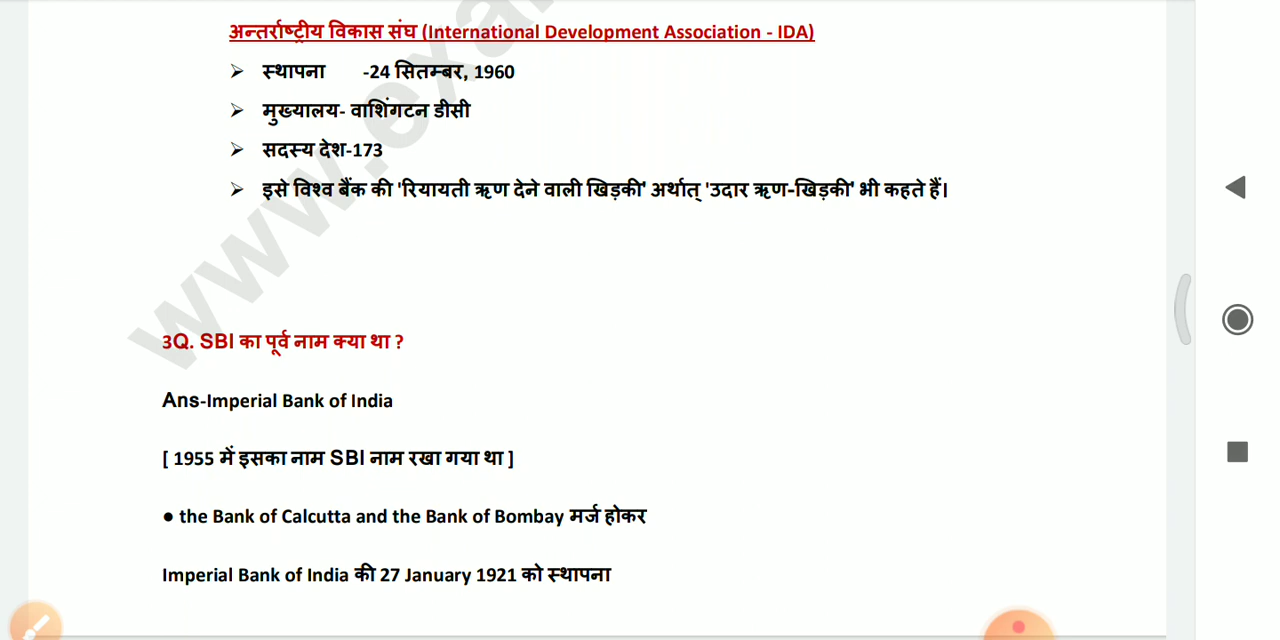 अन्तर्राष्ट्रीय विकास संघ (International Development Association - IDA)
➢ स्थापना -24 सितम्बर, 1960
➢ मुख्यालय- वाशिंगटन डीसी
➢ सदस्य देश-173
➢ इसे विश्व बैंक की 'रियायती ऋण देने वाली खिड़की' अर्थात् 'उदार ऋण-खिड़की' भी कहते हैं।
www.exa
3Q. SBI का पूर्व नाम क्या था ?
Ans-Imperial Bank of India
[ 1955 में इसका नाम SBI नाम रखा गया था ]
● the Bank of Calcutta and the Bank of Bombay मर्ज होकर
Imperial Bank of India की 27 January 1921 को स्थापना